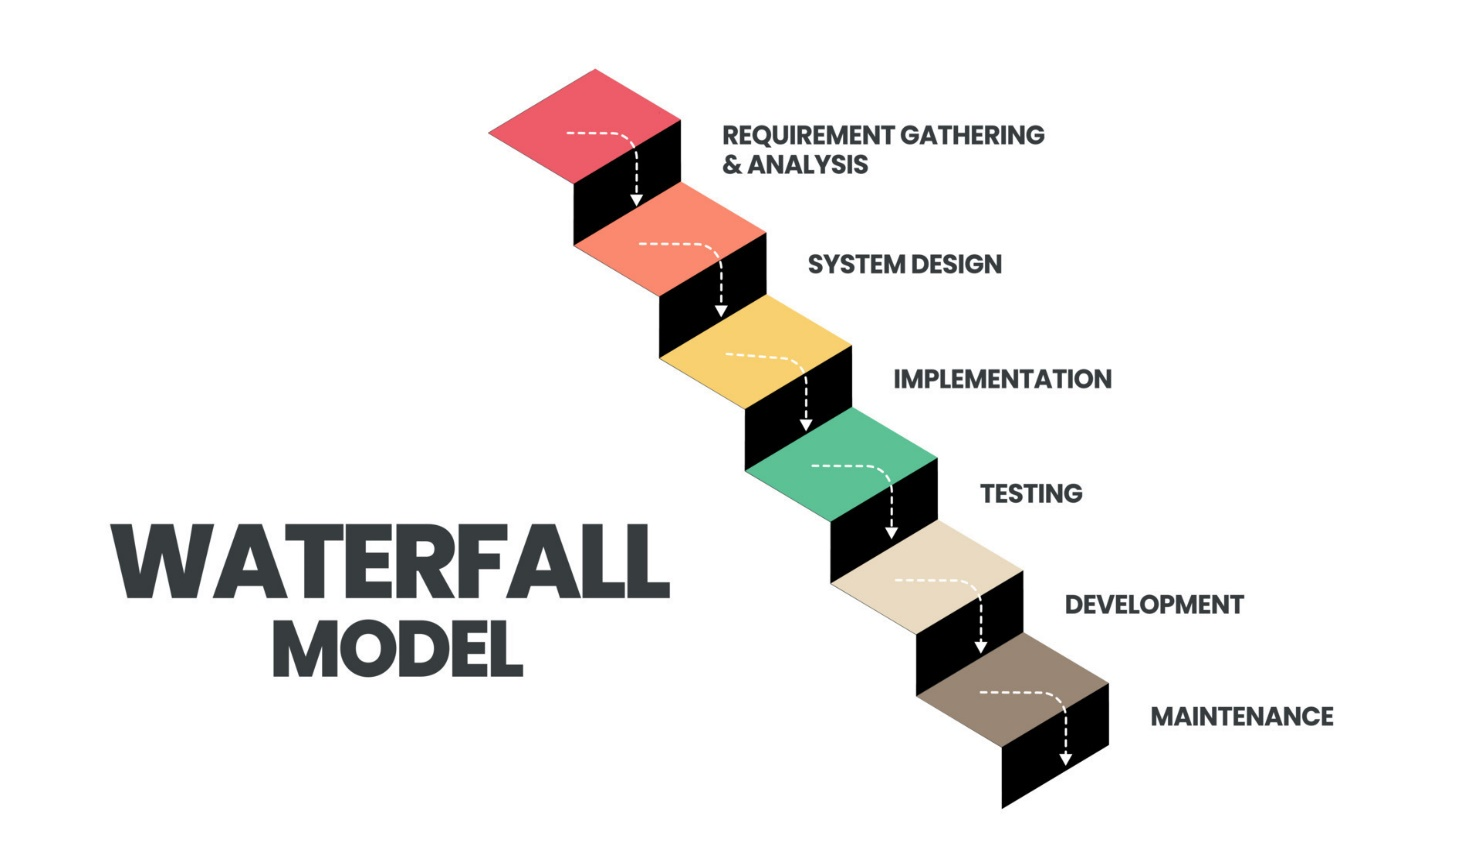 REQUIREMENT GATHERING
& ANALYSIS
SYSTEM DESIGN
IMPLEMENTATION
TESTING
DEVELOPMENT
MAINTENANCE
WATERFALL
MODEL